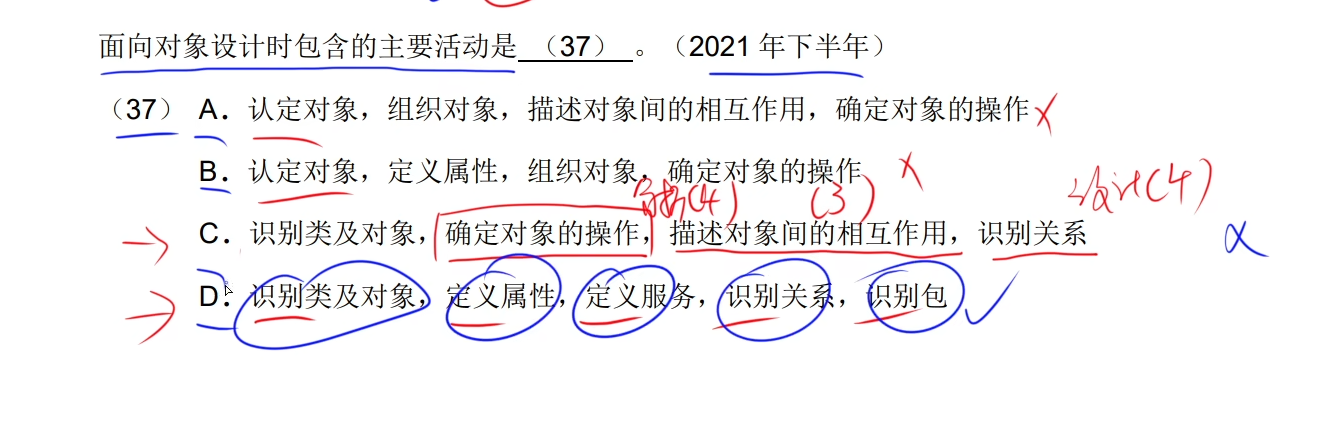 面向对象设计时包含的主要活动是 （37） 。（2021 年下半年）
（37） A．认定对象，组织对象，描述对象间的相互作用，确定对象的操作 ×
B．认定对象，定义属性，组织对象，确定对象的操作 ×
分析(4) (3) 设计(4)
→ C．识别类及对象，确定对象的操作，描述对象间的相互作用，识别关系
→ D．识别类及对象，定义属性，定义服务，识别关系，识别包 ✓